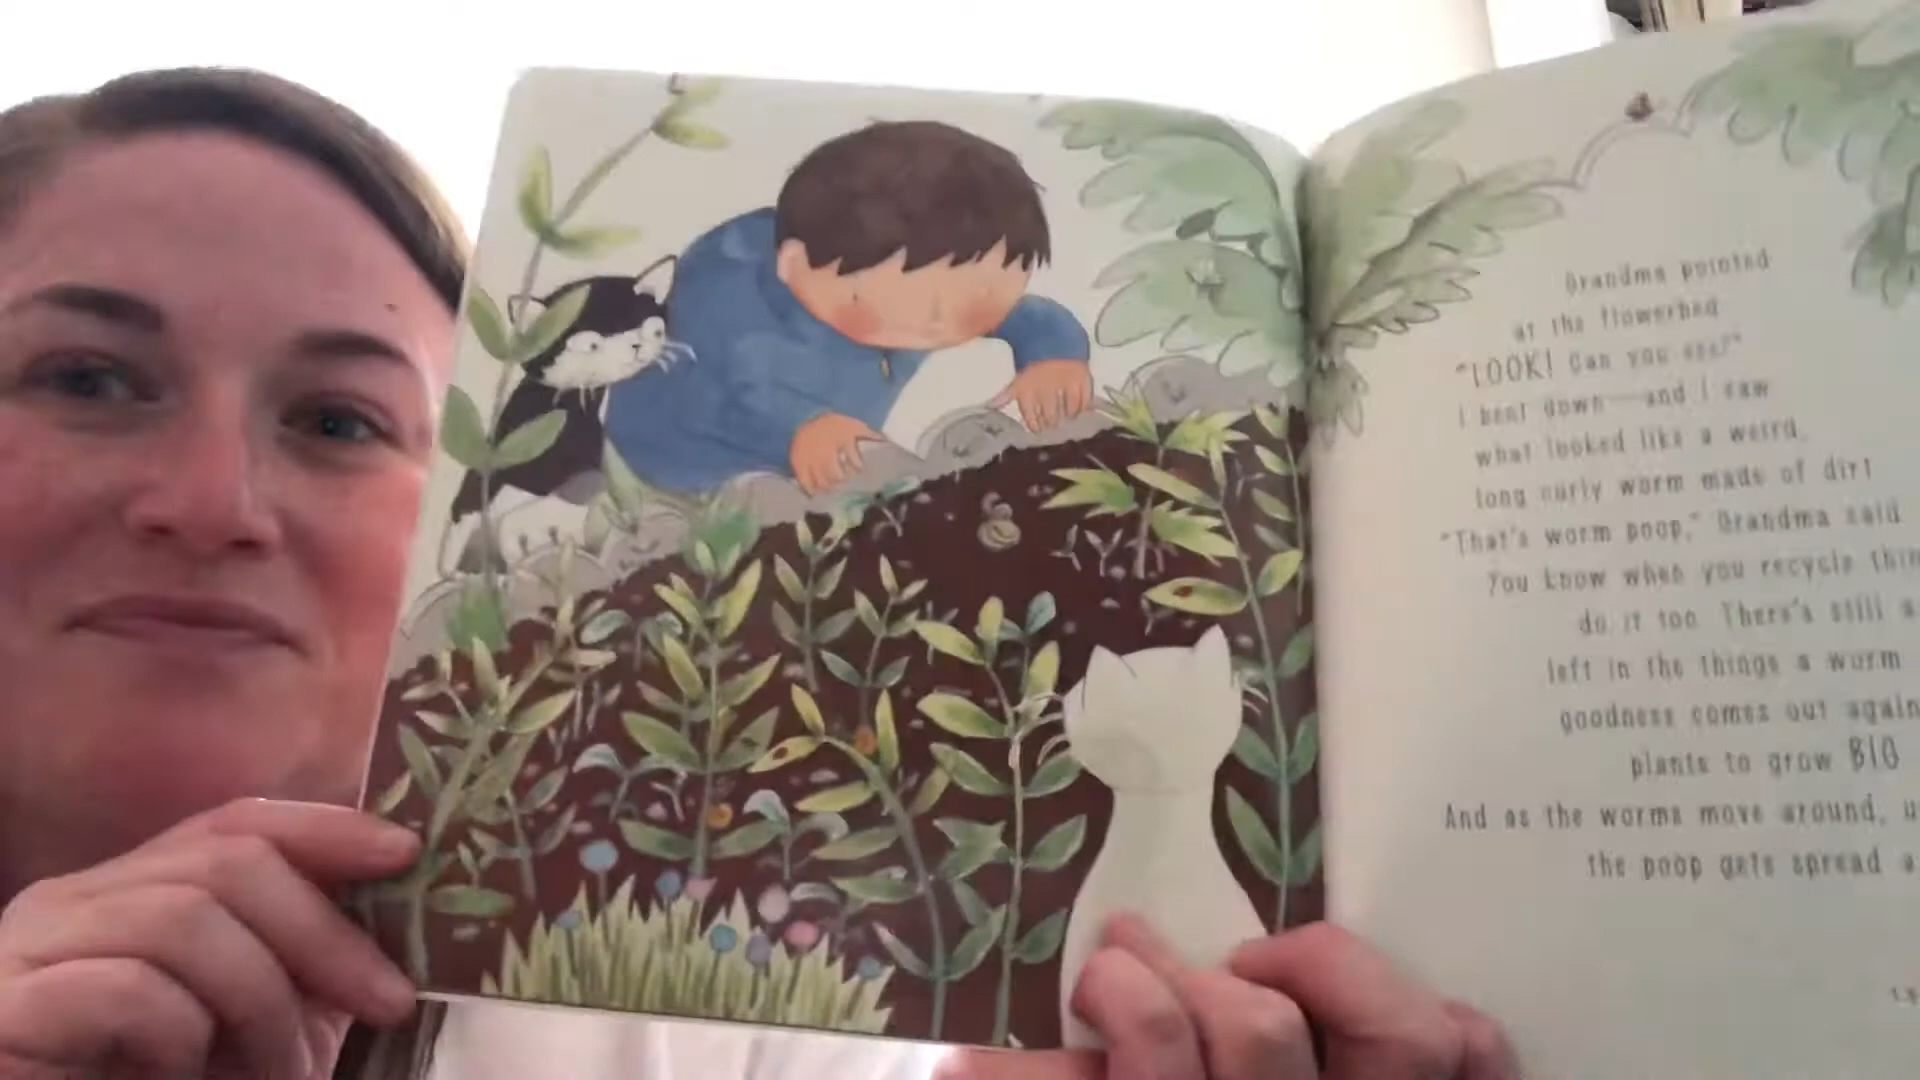 Grandma pointed
at the flowerbed
"LOOK! Can you see?"
I bent down—and I saw
what looked like a weird,
long curly worm made of dirt
"That's worm poop," Grandma said
You know when you recycle
do it too. There's still a
left in the things a worm
goodness comes out again
plants to grow BIG
And as the worms move around,
the poop gets spread